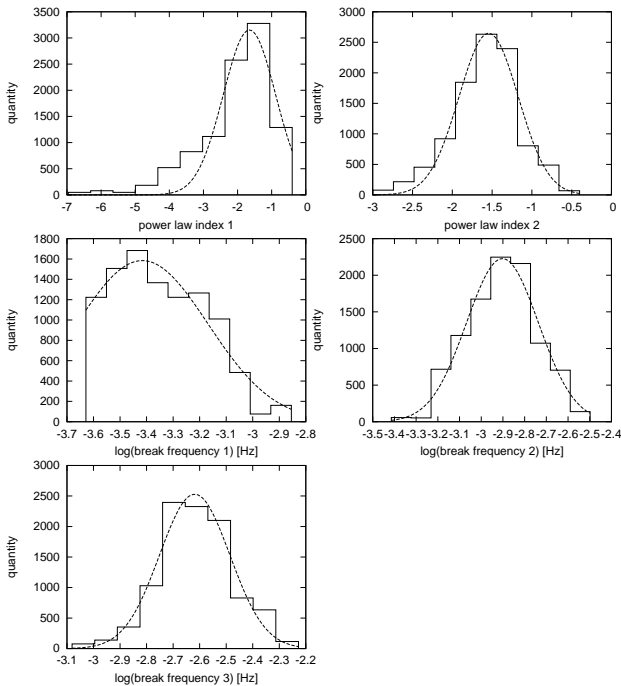 3500
3000
2500
2000
1500
1000
500
0
quantity
-7 -6 -5 -4 -3 -2 -1 0
power law index 1
3000
2500
2000
1500
1000
500
0
quantity
-3 -2.5 -2 -1.5 -1 -0.5 0
power law index 2
1800
1600
1400
1200
1000
800
600
400
200
0
quantity
-3.7 -3.6 -3.5 -3.4 -3.3 -3.2 -3.1 -3 -2.9 -2.8
log(break frequency 1) [Hz]
2500
2000
1500
1000
500
0
quantity
-3.5 -3.4 -3.3 -3.2 -3.1 -3 -2.9 -2.8 -2.7 -2.6 -2.5 -2.4
log(break frequency 2) [Hz]
3000
2500
2000
1500
1000
500
0
quantity
-3.1 -3 -2.9 -2.8 -2.7 -2.6 -2.5 -2.4 -2.3 -2.2
log(break frequency 3) [Hz]